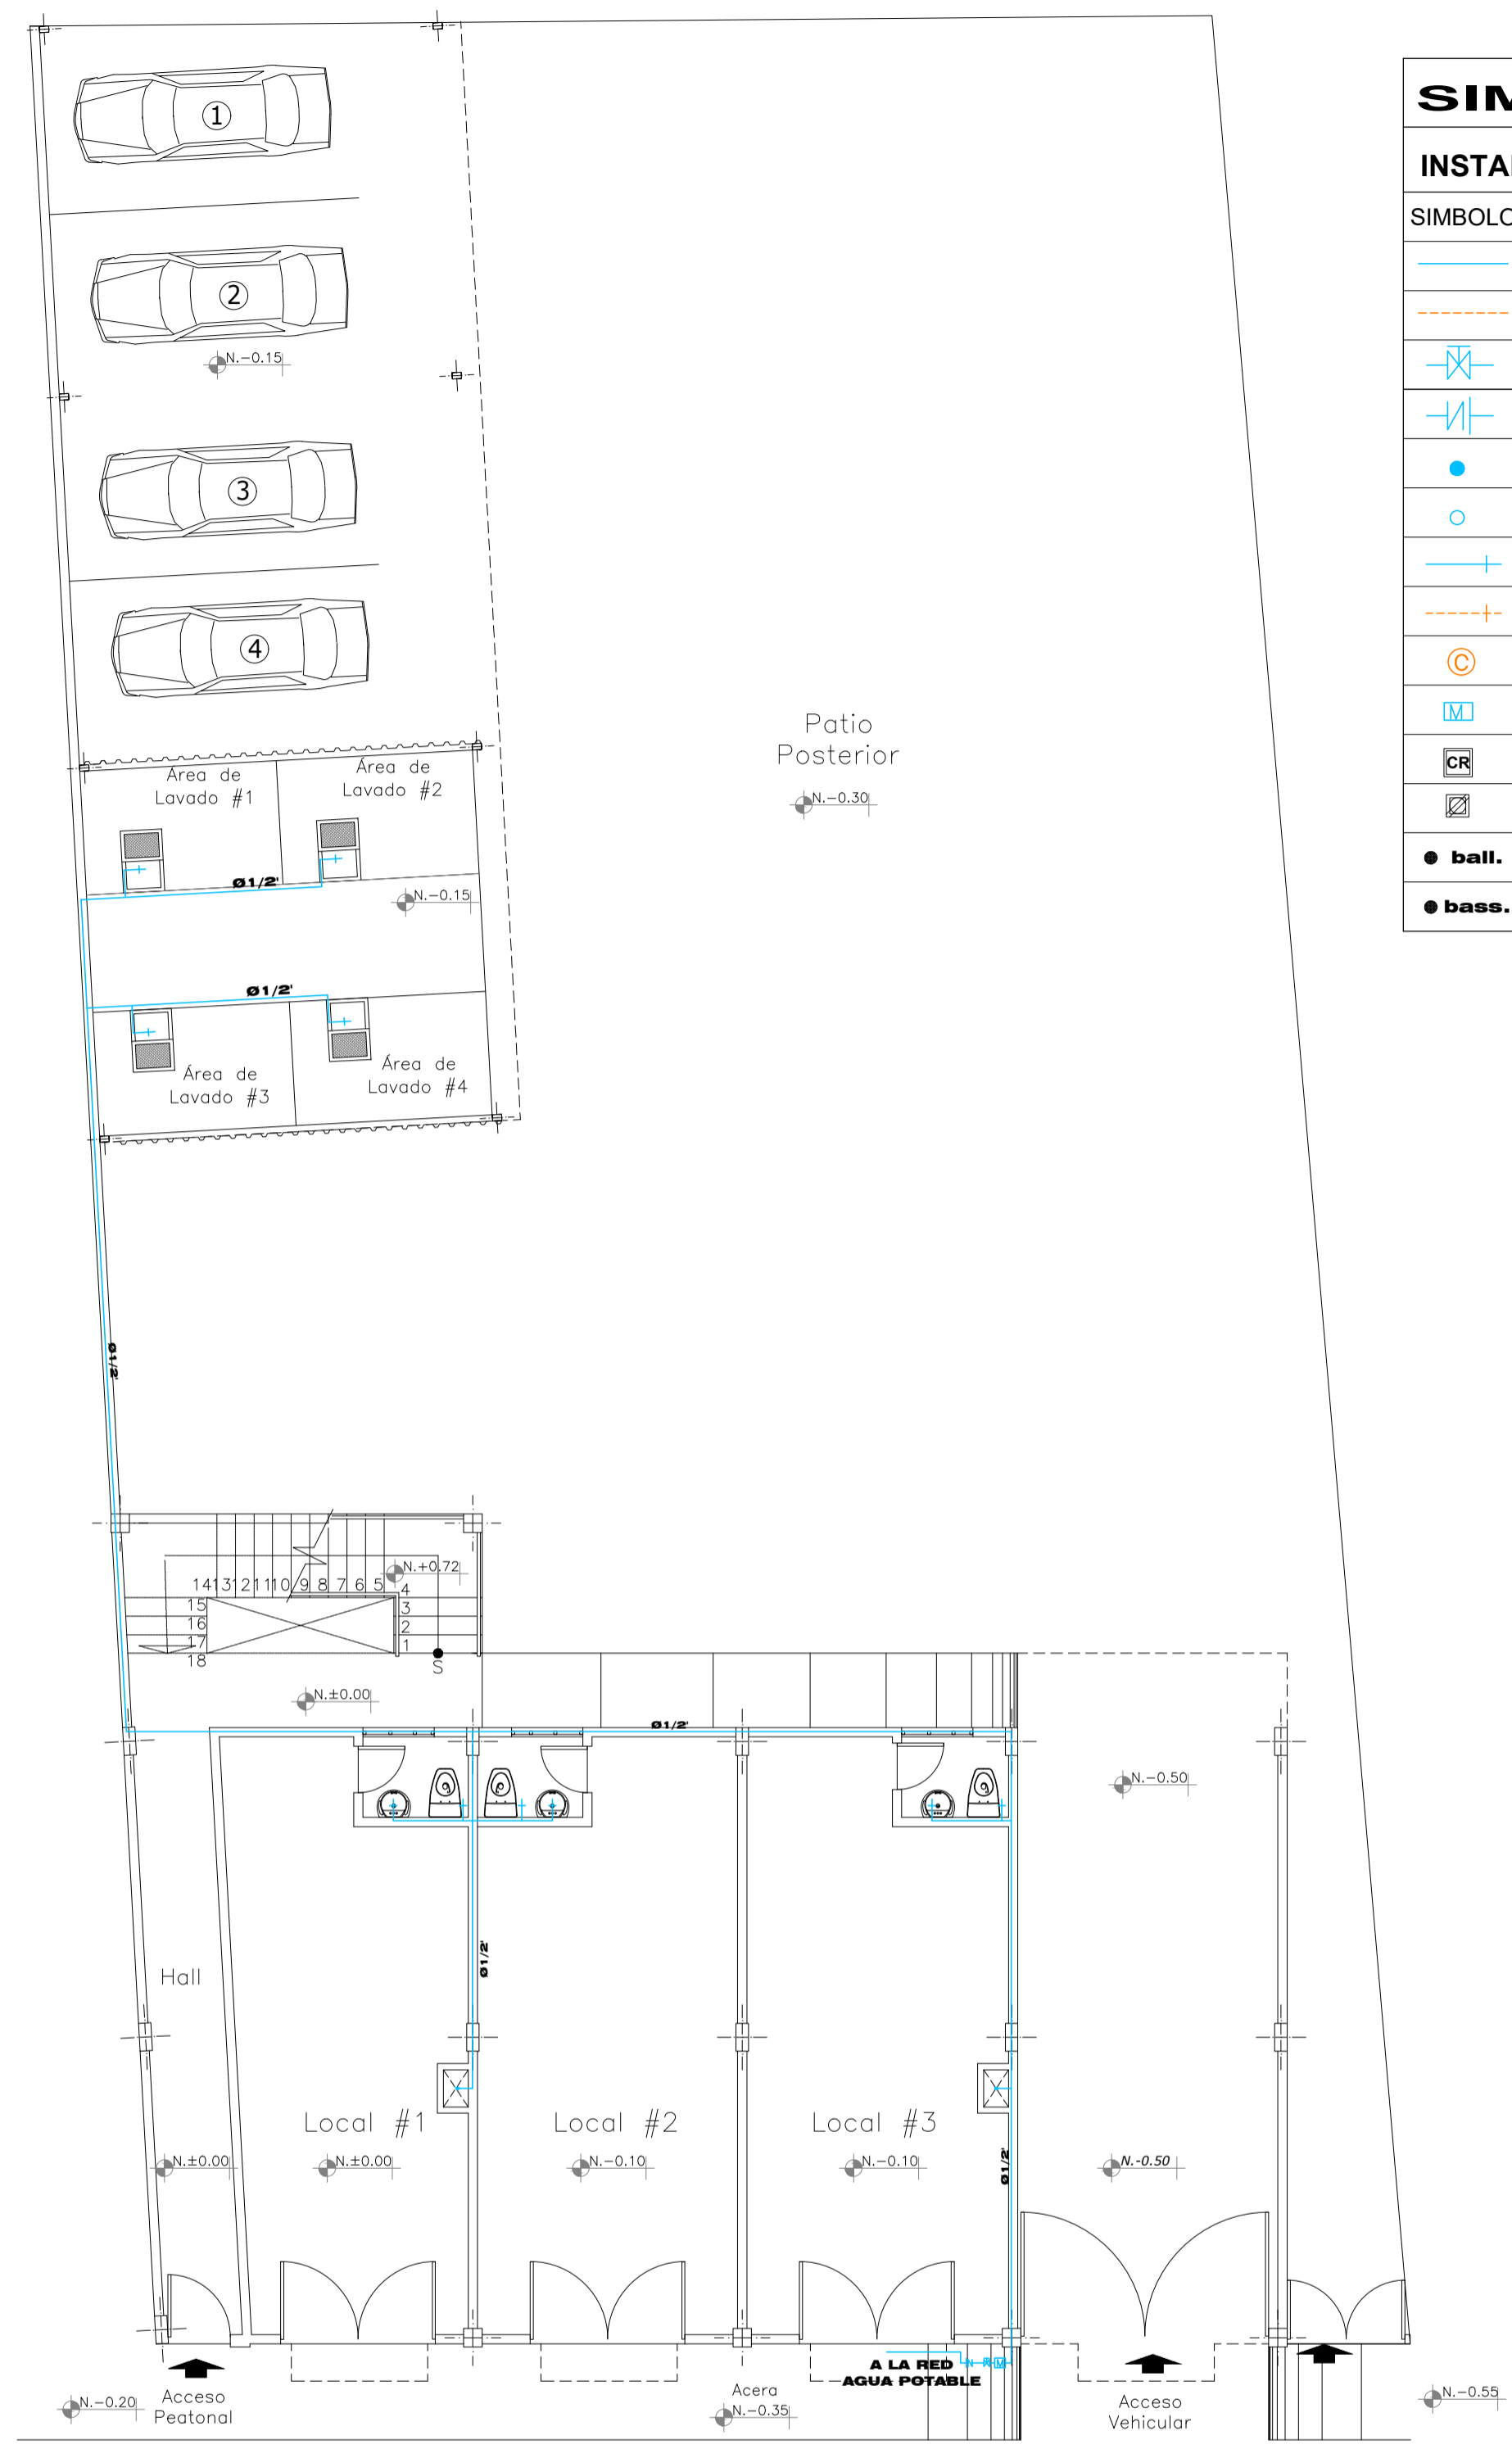 SIM
INSTAL
SIMBOLO
C
M
CR
ball.
bass.
1
2
N.-0.15
3
4
Patio
Posterior
N.-0.30
Área de
Lavado #1
Área de
Lavado #2
Ø1/2'
N.-0.15
Ø1/2'
Área de
Lavado #3
Área de
Lavado #4
Ø1/2'
N.+0.72
14 13 12 11 10 9 8 7 6 5 4
15
16
17
18
3
2
1
S
N.±0.00
Ø1/2'
N.-0.50
Hall
Ø1/2'
Local #1
Local #2
Local #3
N.±0.00
N.±0.00
N.-0.10
N.-0.10
Ø1/2'
N.-0.50
A LA RED
AGUA POTABLE
M
N.-0.20
Acceso
Peatonal
Acera
N.-0.35
Acceso
Vehicular
N.-0.55